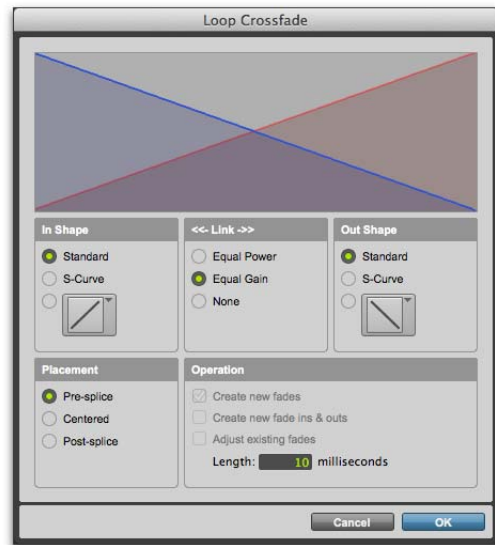 Loop Crossfade
In Shape
Standard
S-Curve
<<- Link ->>
Equal Power
Equal Gain
None
Out Shape
Standard
S-Curve
Placement
Pre-splice
Centered
Post-splice
Operation
Create new fades
Create new fade ins & outs
Adjust existing fades
Length: 10 milliseconds
Cancel
OK